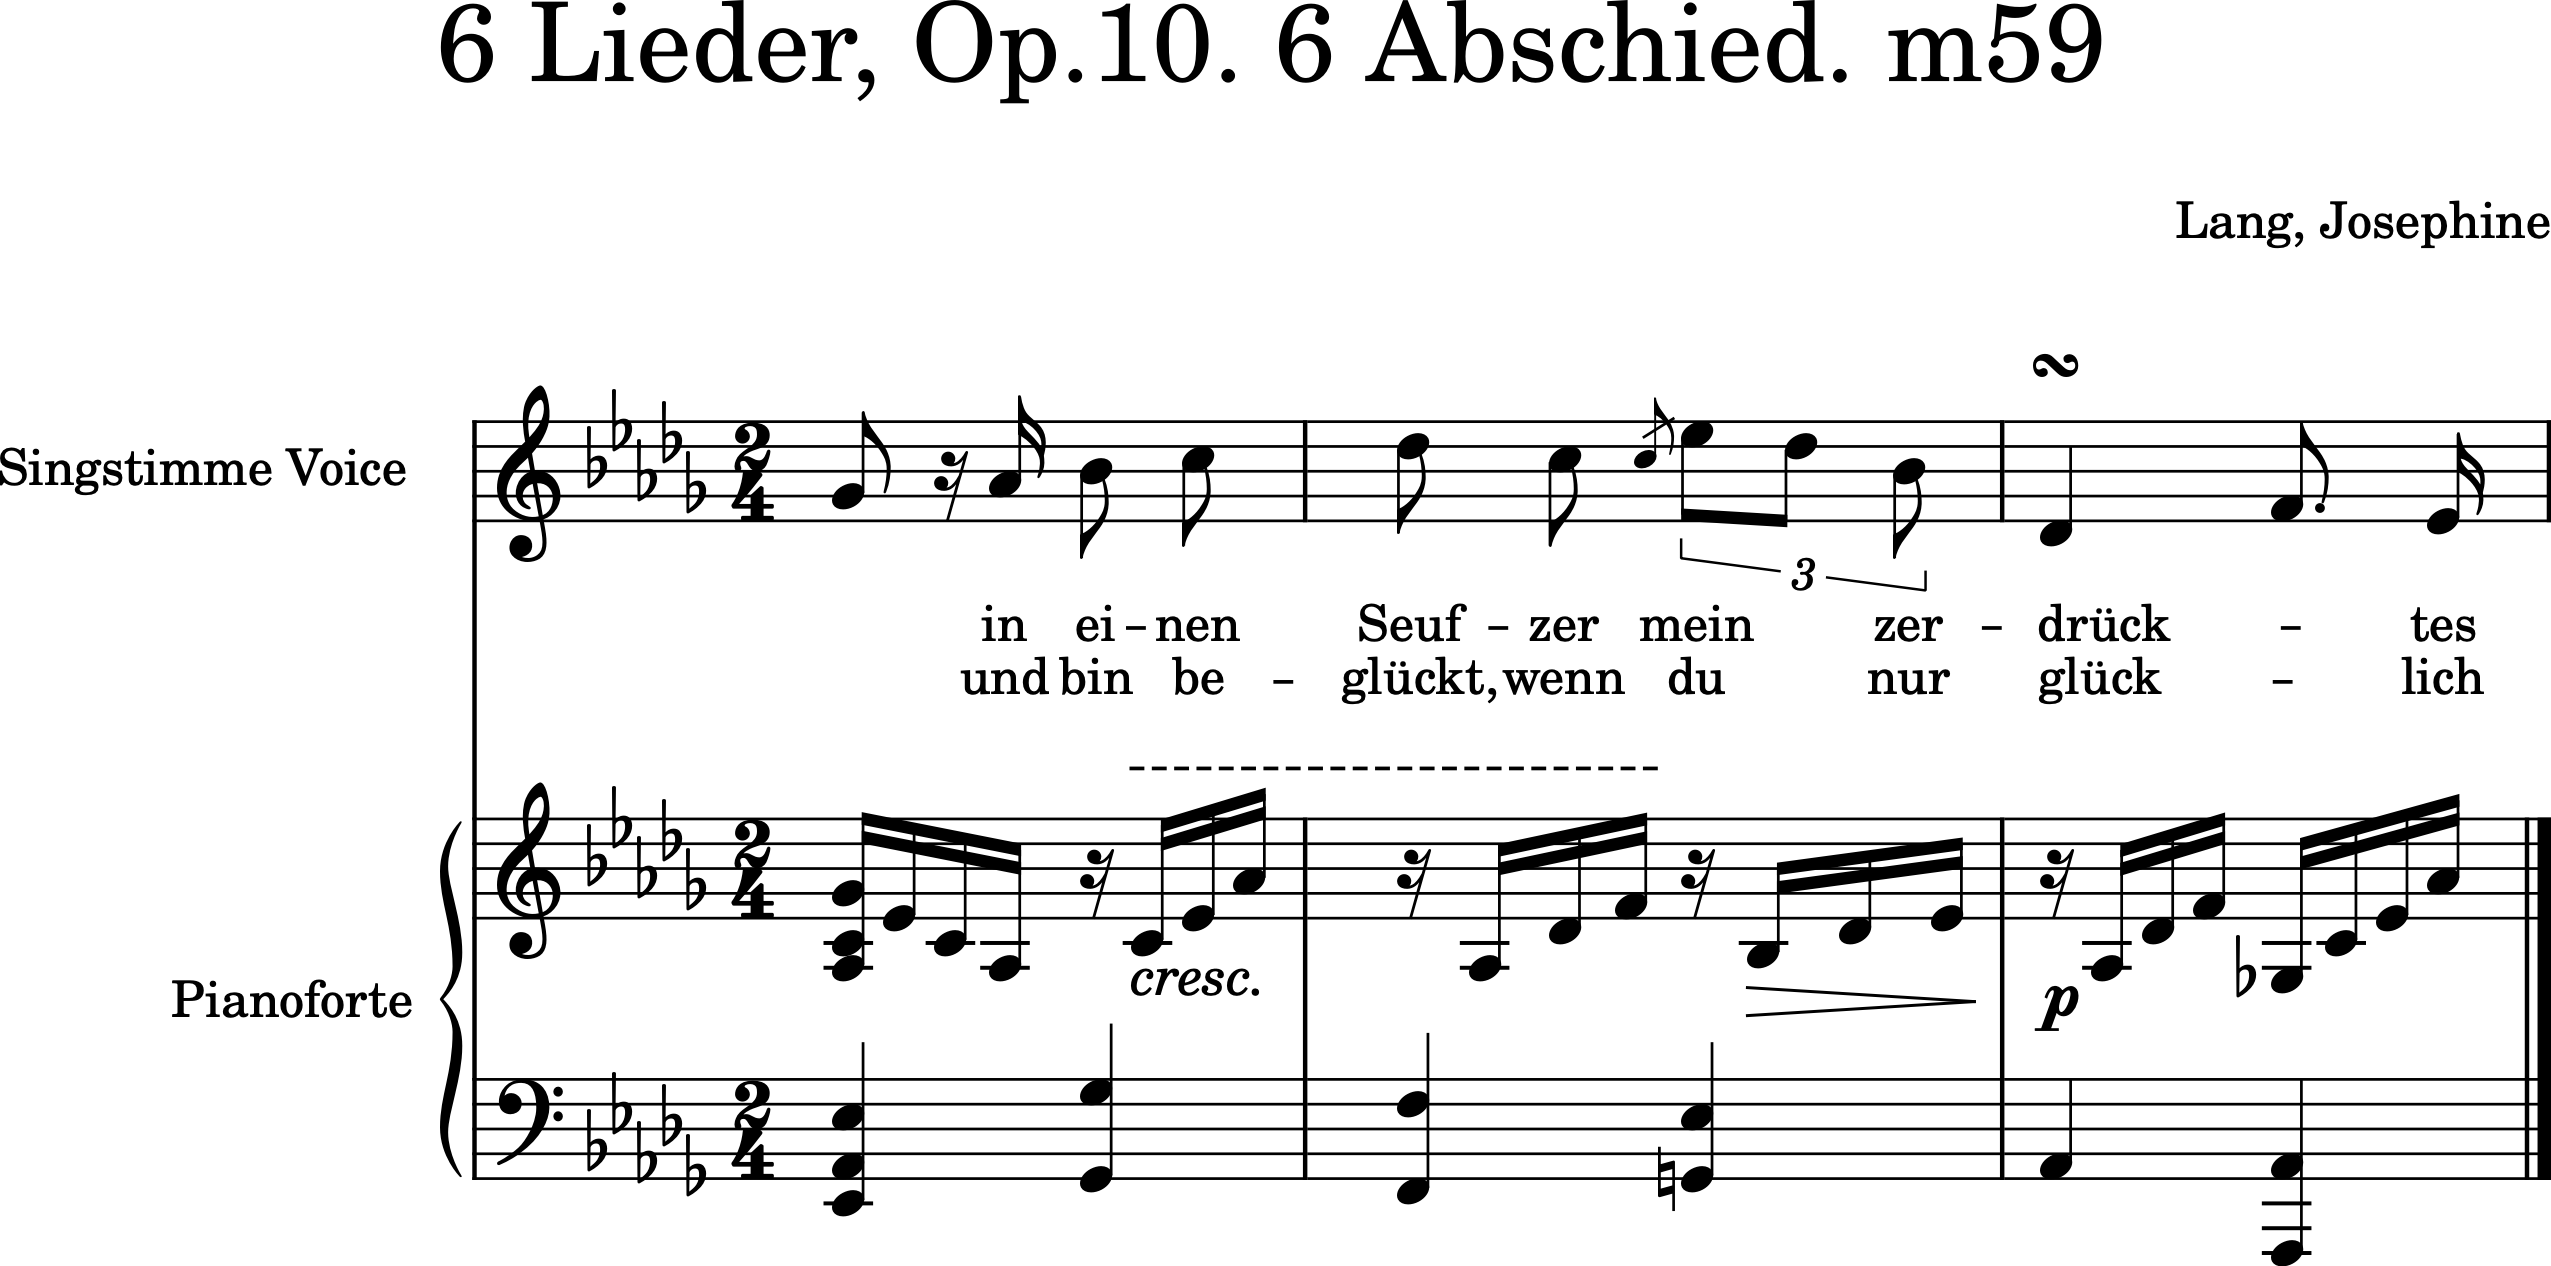 6 Lieder, Op.10. 6 Abschied. m59
Lang, Josephine
Singstimme Voice
3
in ei – nen Seuf – zer mein zer – drück – tes
und bin be – glückt, wenn du nur glück – lich
Pianoforte
cresc.
p